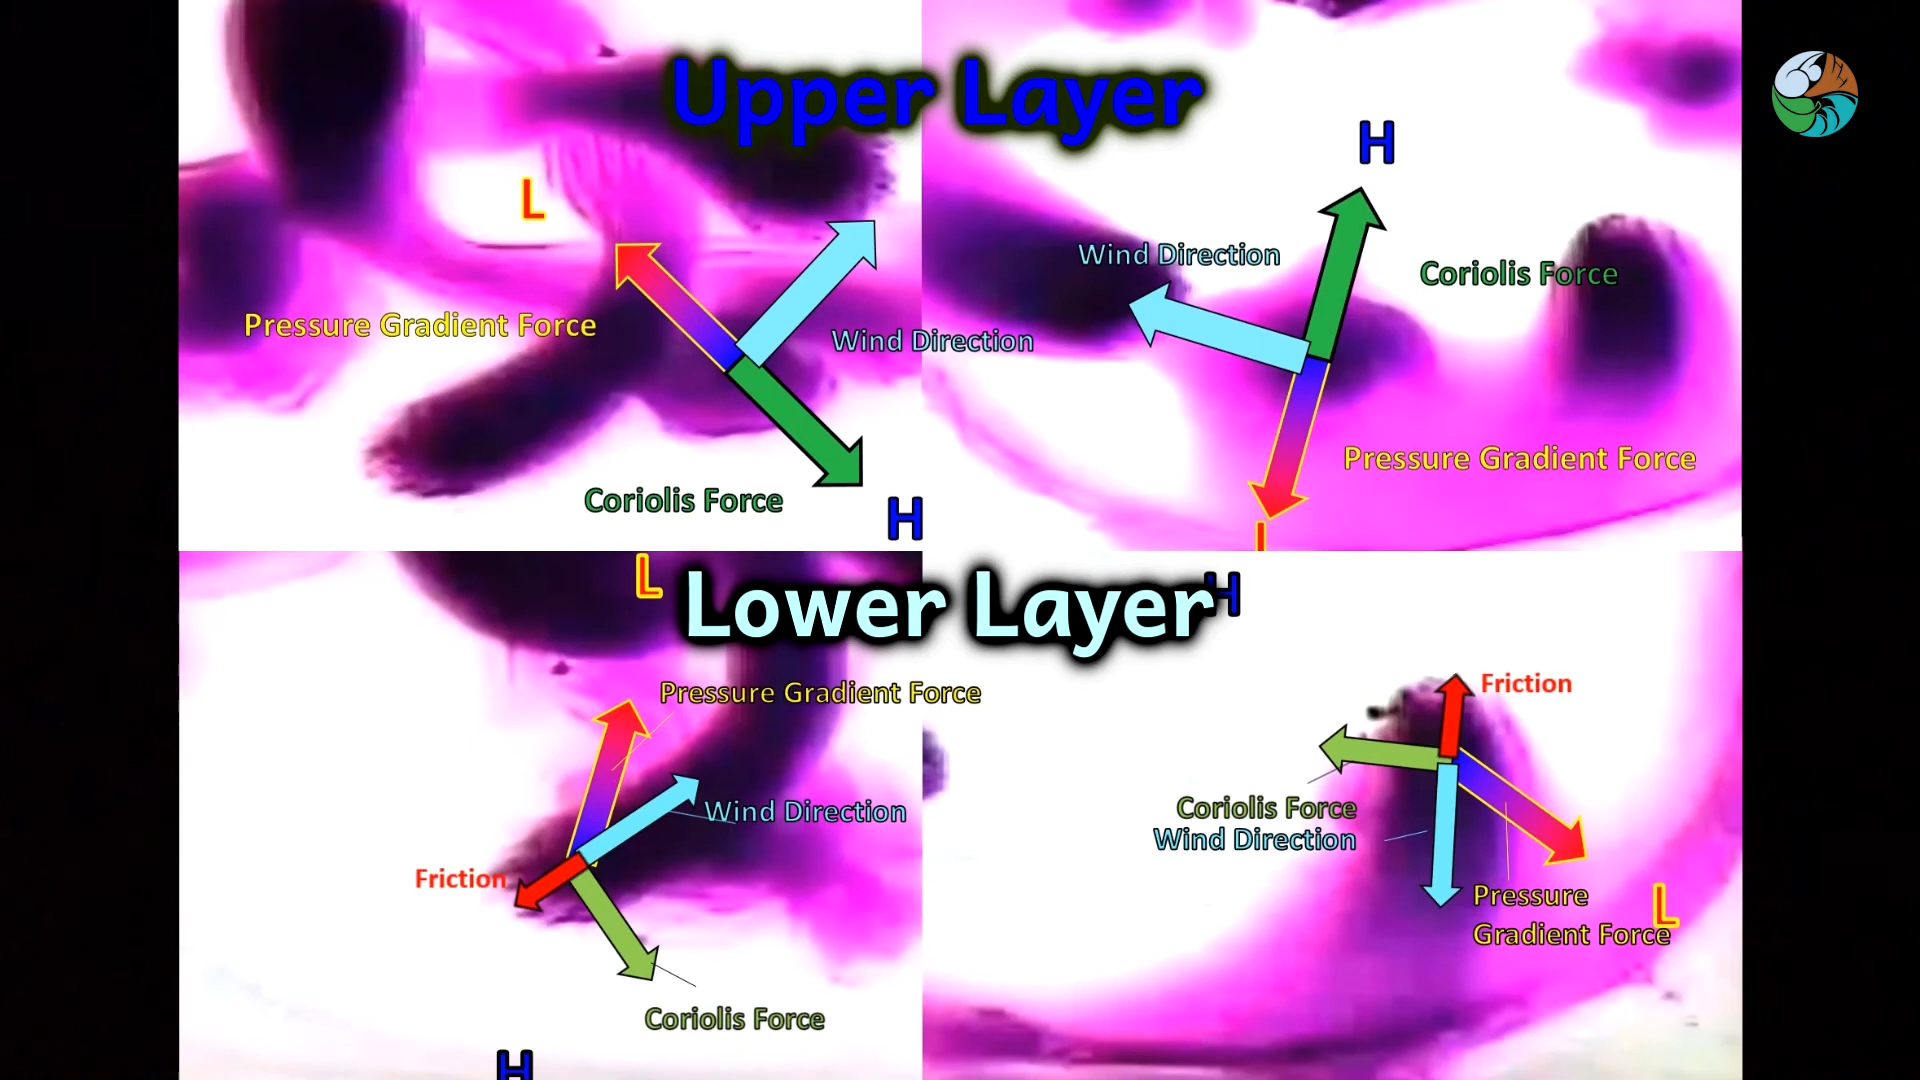 Upper Layer
L
Pressure Gradient Force
Wind Direction
Coriolis Force
H
H
Wind Direction
Coriolis Force
Pressure Gradient Force
L
Lower Layer
L
Pressure Gradient Force
Wind Direction
Friction
Coriolis Force
H
H
Friction
Coriolis Force
Wind Direction
Pressure
Gradient Force
L